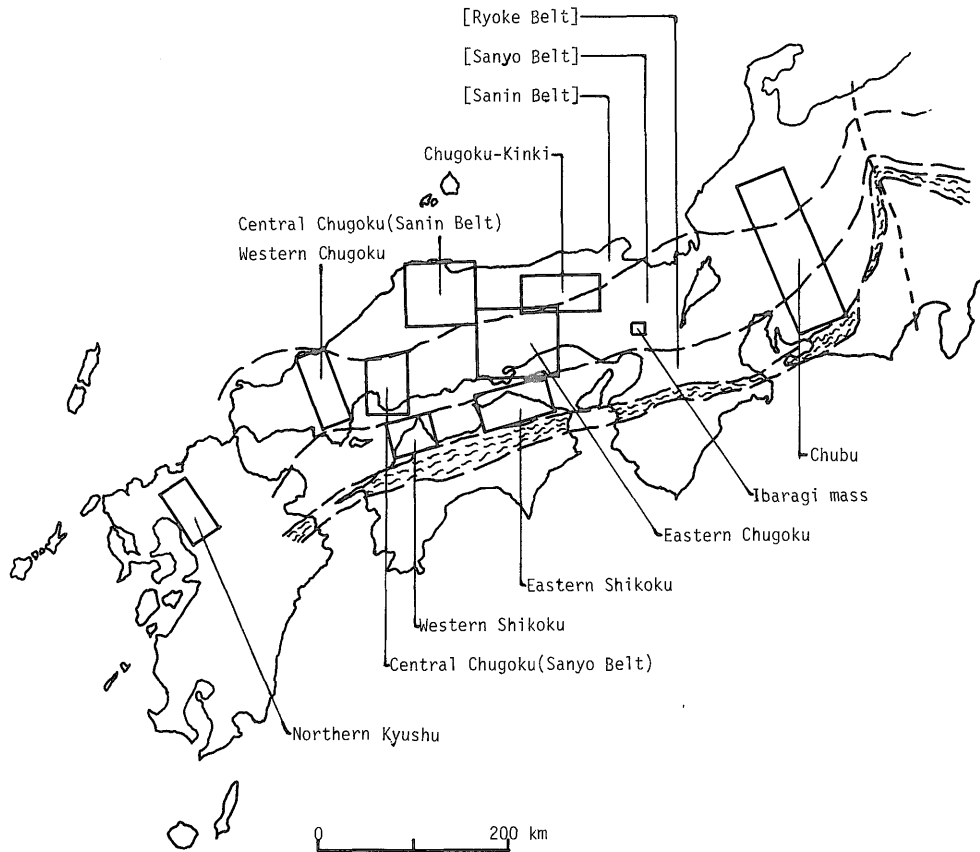 [Ryoke Belt]
[Sanyo Belt]
[Sanin Belt]
Chugoku-Kinki
Central Chugoku(Sanin Belt)
Western Chugoku
Chubu
Ibaragi mass
Eastern Chugoku
Eastern Shikoku
Western Shikoku
Central Chugoku(Sanyo Belt)
Northern Kyushu
0 200 km